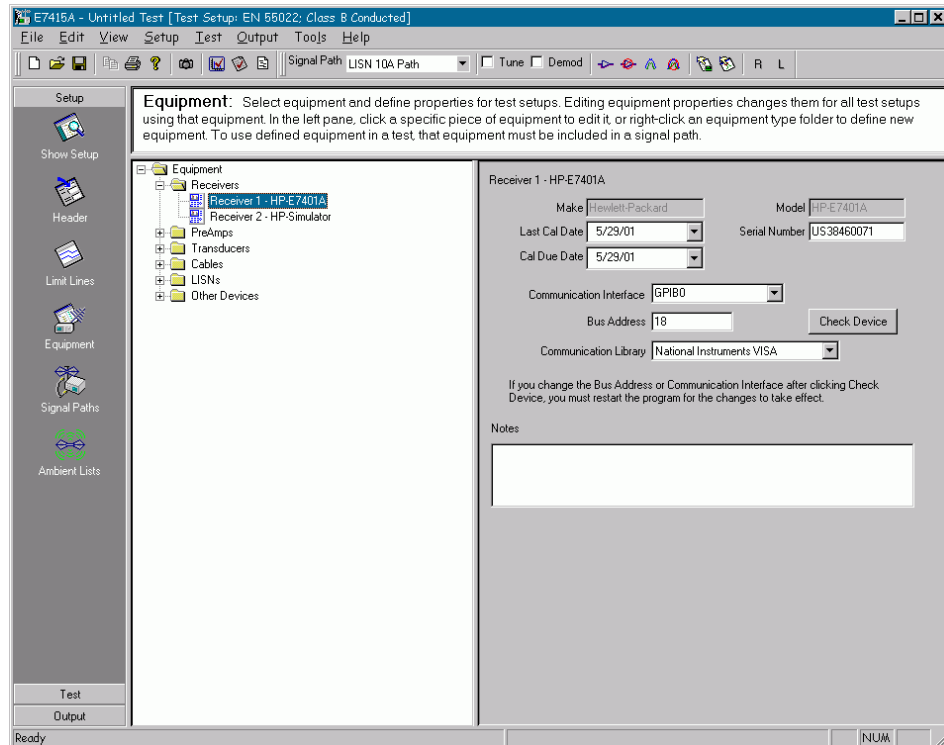 E7415A - Untitled Test [Test Setup: EN 55022; Class B Conducted]
File Edit View Setup Test Output Tools Help
Signal Path LISN 10A Path Tune Demod R L
Setup
Show Setup
Header
Limit Lines
Equipment
Signal Paths
Ambient Lists
Test
Output
Equipment: Select equipment and define properties for test setups. Editing equipment properties changes them for all test setups
using that equipment. In the left pane, click a specific piece of equipment to edit it, or right-click an equipment type folder to define new
equipment. To use defined equipment in a test, that equipment must be included in a signal path.
Equipment
Receivers
Receiver 1 - HP-E7401A
Receiver 2 - HP-Simulator
PreAmps
Transducers
Cables
LISNs
Other Devices
Receiver 1 - HP-E7401A
Make Hewlett-Packard Model HP-E7401A
Last Cal Date 5/29/01 Serial Number US38460071
Cal Due Date 5/29/01
Communication Interface GPIB0
Bus Address 18 Check Device
Communication Library National Instruments VISA
If you change the Bus Address or Communication Interface after clicking Check
Device, you must restart the program for the changes to take effect.
Notes
Ready NUM